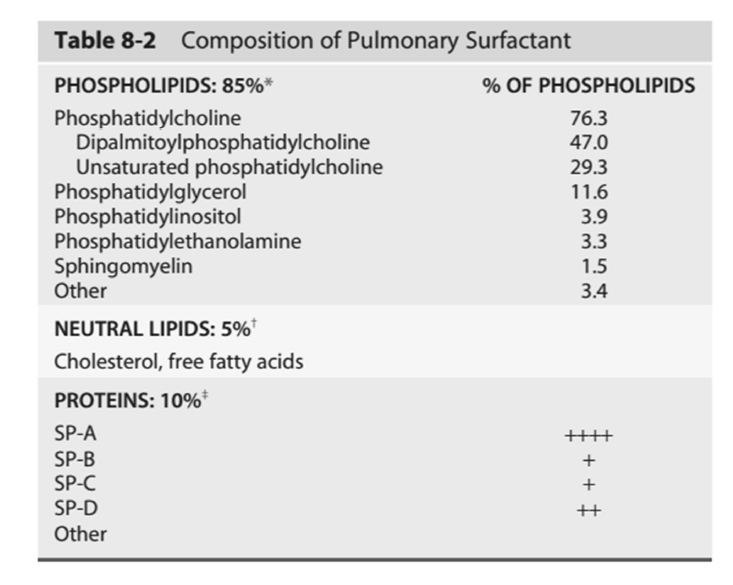 Table 8-2 Composition of Pulmonary Surfactant
PHOSPHOLIPIDS: 85%* % OF PHOSPHOLIPIDS
Phosphatidylcholine 76.3
Dipalmitoylphosphatidylcholine 47.0
Unsaturated phosphatidylcholine 29.3
Phosphatidylglycerol 11.6
Phosphatidylinositol 3.9
Phosphatidylethanolamine 3.3
Sphingomyelin 1.5
Other 3.4
NEUTRAL LIPIDS: 5%†
Cholesterol, free fatty acids
PROTEINS: 10%‡
SP-A ++++
SP-B +
SP-C +
SP-D ++
Other